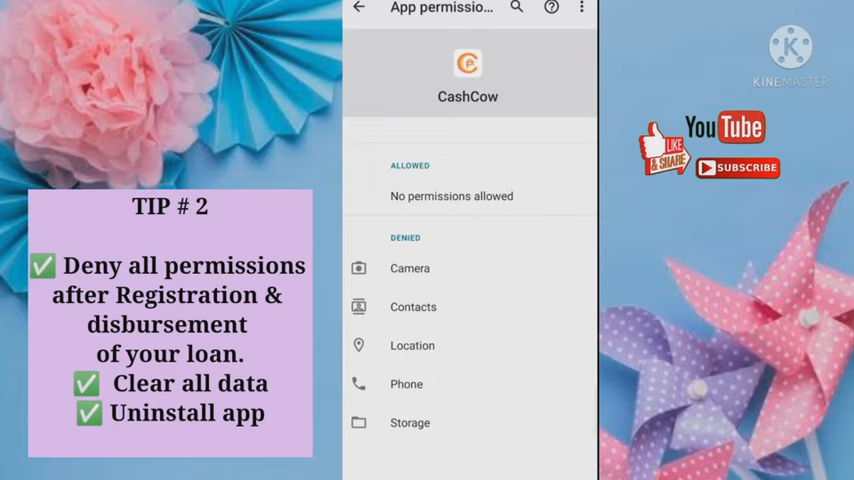 TIP # 2
✅ Deny all permissions
after Registration &
disbursement
of your loan.
✅ Clear all data
✅ Uninstall app
App permissio...
CashCow
ALLOWED
No permissions allowed
DENIED
Camera
Contacts
Location
Phone
Storage
K
KINEMASTER
YouTube
LIKE
& SHARE
SUBSCRIBE